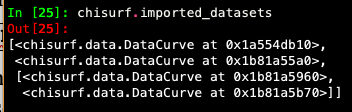 In [25]: chisurf.imported_datasets
Out[25]:
[<chisurf.data.DataCurve at 0x1a554db10>,
<chisurf.data.DataCurve at 0x1b81a55a0>,
[<chisurf.data.DataCurve at 0x1b81a5960>,
<chisurf.data.DataCurve at 0x1b81a5b70>]]